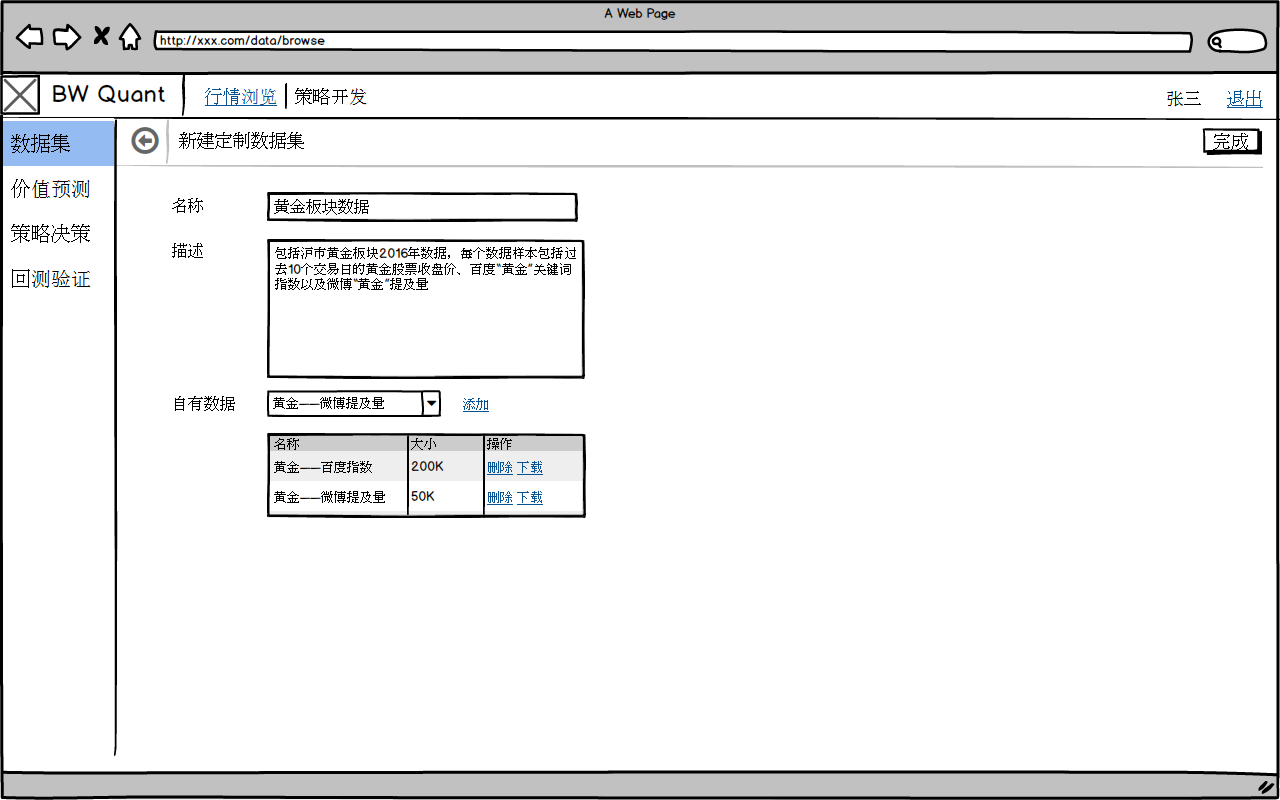 A Web Page
http://xxx.com/data/browse
BW Quant 行情浏览 策略开发 张三 退出
数据集
价值预测
策略决策
回测验证
新建定制数据集 完成
名称 黄金板块数据
描述 包括沪市黄金板块2016年数据，每个数据样本包括过
去10个交易日的黄金股票收盘价、百度“黄金”关键词
指数以及微博“黄金”提及量
自有数据 黄金——微博提及量 添加
名称 大小 操作
黄金——百度指数 200K 删除 下载
黄金——微博提及量 50K 删除 下载